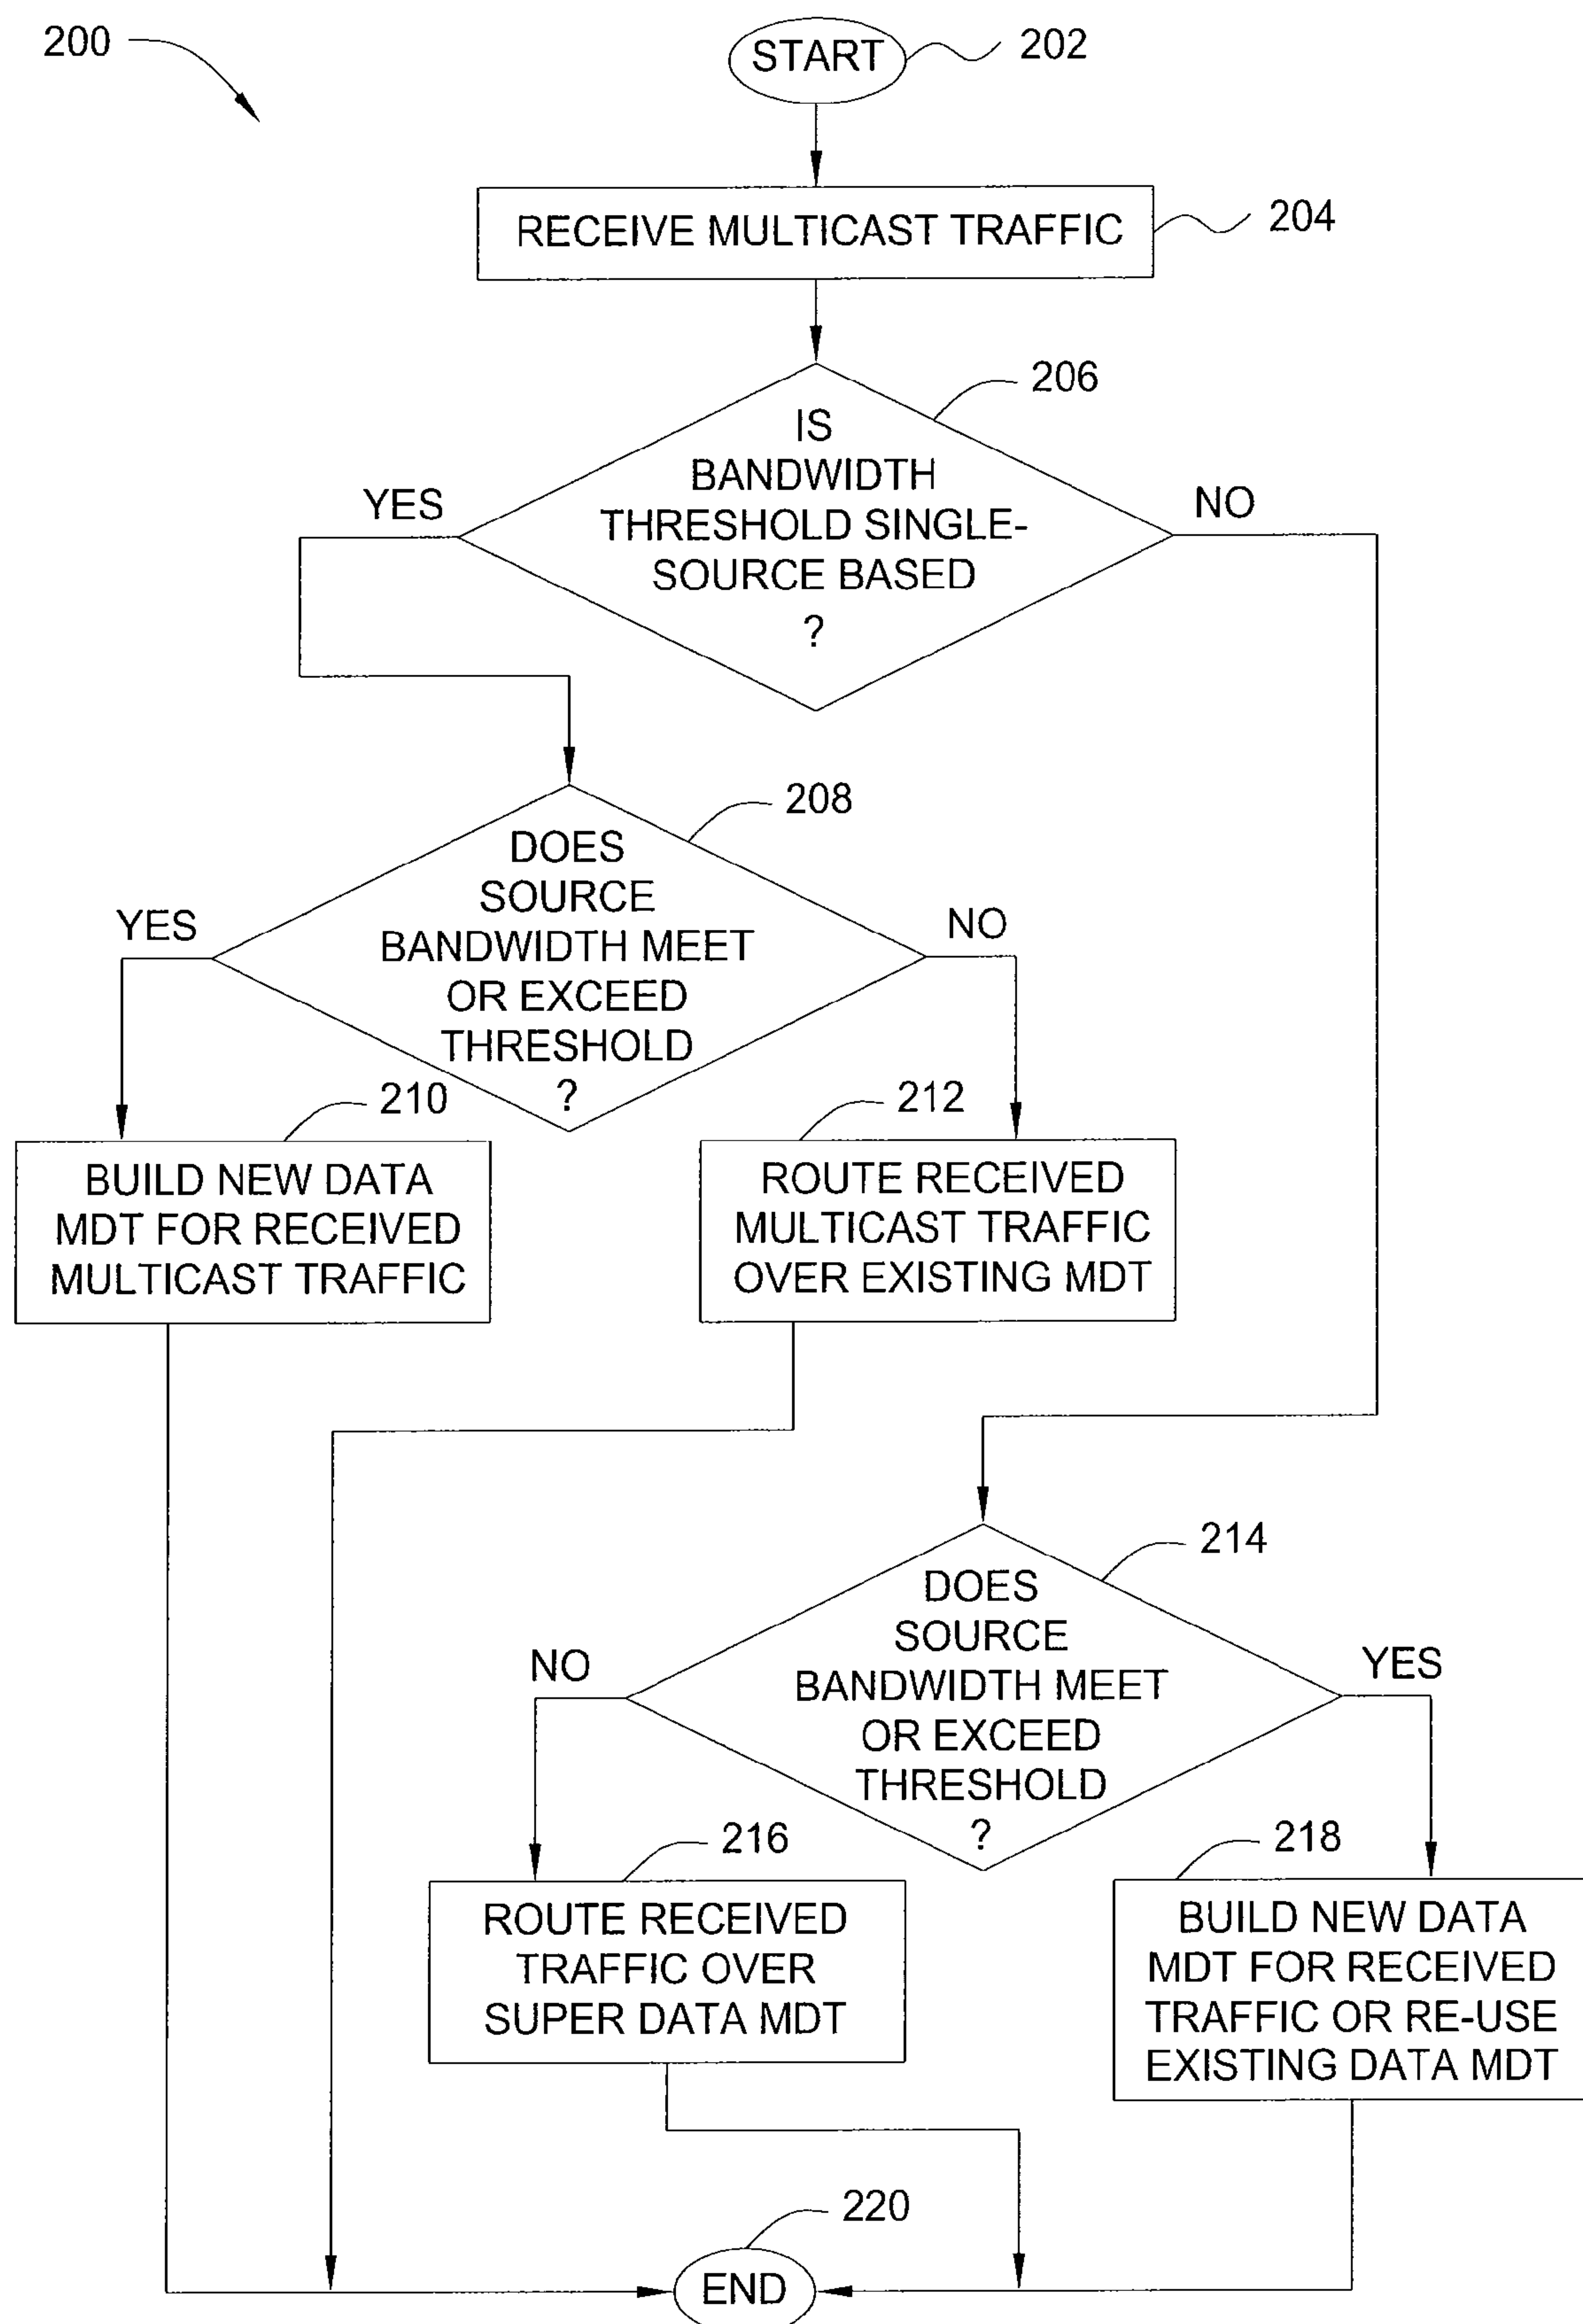 200
START
202
RECEIVE MULTICAST TRAFFIC
204
206
IS
BANDWIDTH
THRESHOLD SINGLE-
SOURCE BASED
?
YES
NO
208
DOES
SOURCE
BANDWIDTH MEET
OR EXCEED
THRESHOLD
?
YES
NO
210
BUILD NEW DATA
MDT FOR RECEIVED
MULTICAST TRAFFIC
212
ROUTE RECEIVED
MULTICAST TRAFFIC
OVER EXISTING MDT
214
DOES
SOURCE
BANDWIDTH MEET
OR EXCEED
THRESHOLD
?
NO
YES
216
ROUTE RECEIVED
TRAFFIC OVER
SUPER DATA MDT
218
BUILD NEW DATA
MDT FOR RECEIVED
TRAFFIC OR RE-USE
EXISTING DATA MDT
220
END